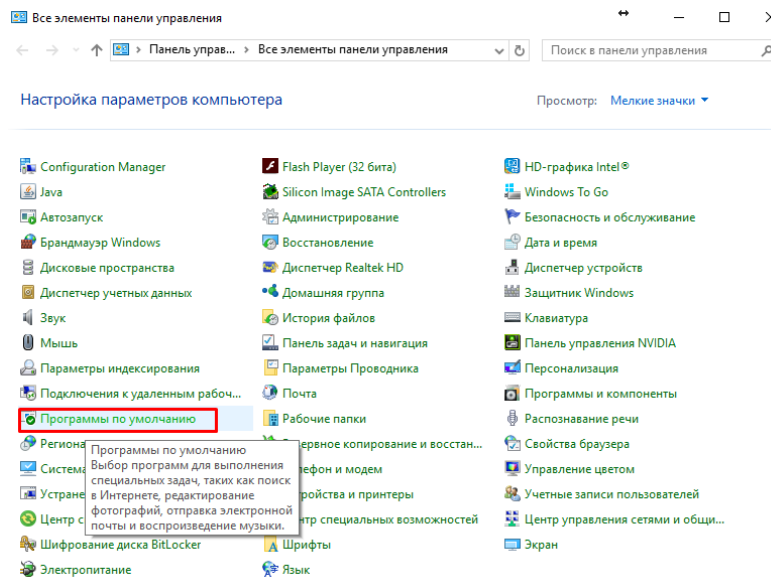 Все элементы панели управления
Панель управ... > Все элементы панели управления
Поиск в панели управления
Настройка параметров компьютера
Просмотр: Мелкие значки
Configuration Manager
Flash Player (32 бита)
HD-графика Intel®
Java
Silicon Image SATA Controllers
Windows To Go
Автозапуск
Администрирование
Безопасность и обслуживание
Брандмауэр Windows
Восстановление
Дата и время
Дисковые пространства
Диспетчер Realtek HD
Диспетчер устройств
Диспетчер учетных данных
Домашняя группа
Защитник Windows
Звук
История файлов
Клавиатура
Мышь
Панель задач и навигация
Панель управления NVIDIA
Параметры индексирования
Параметры Проводника
Персонализация
Подключения к удаленным рабоч...
Почта
Программы и компоненты
Программы по умолчанию
Рабочие папки
Распознавание речи
Региона
ервное копирование и восстан...
Свойства браузера
Система
лефон и модем
Управление цветом
Устране
ройства и принтеры
Учетные записи пользователей
Центр с
нтр специальных возможностей
Центр управления сетями и общи...
Программы по умолчанию
Выбор программ для выполнения
специальных задач, таких как поиск
в Интернете, редактирование
фотографий, отправка электронной
почты и воспроизведение музыки.
Шифрование диска BitLocker
Шрифты
Экран
Электропитание
Язык